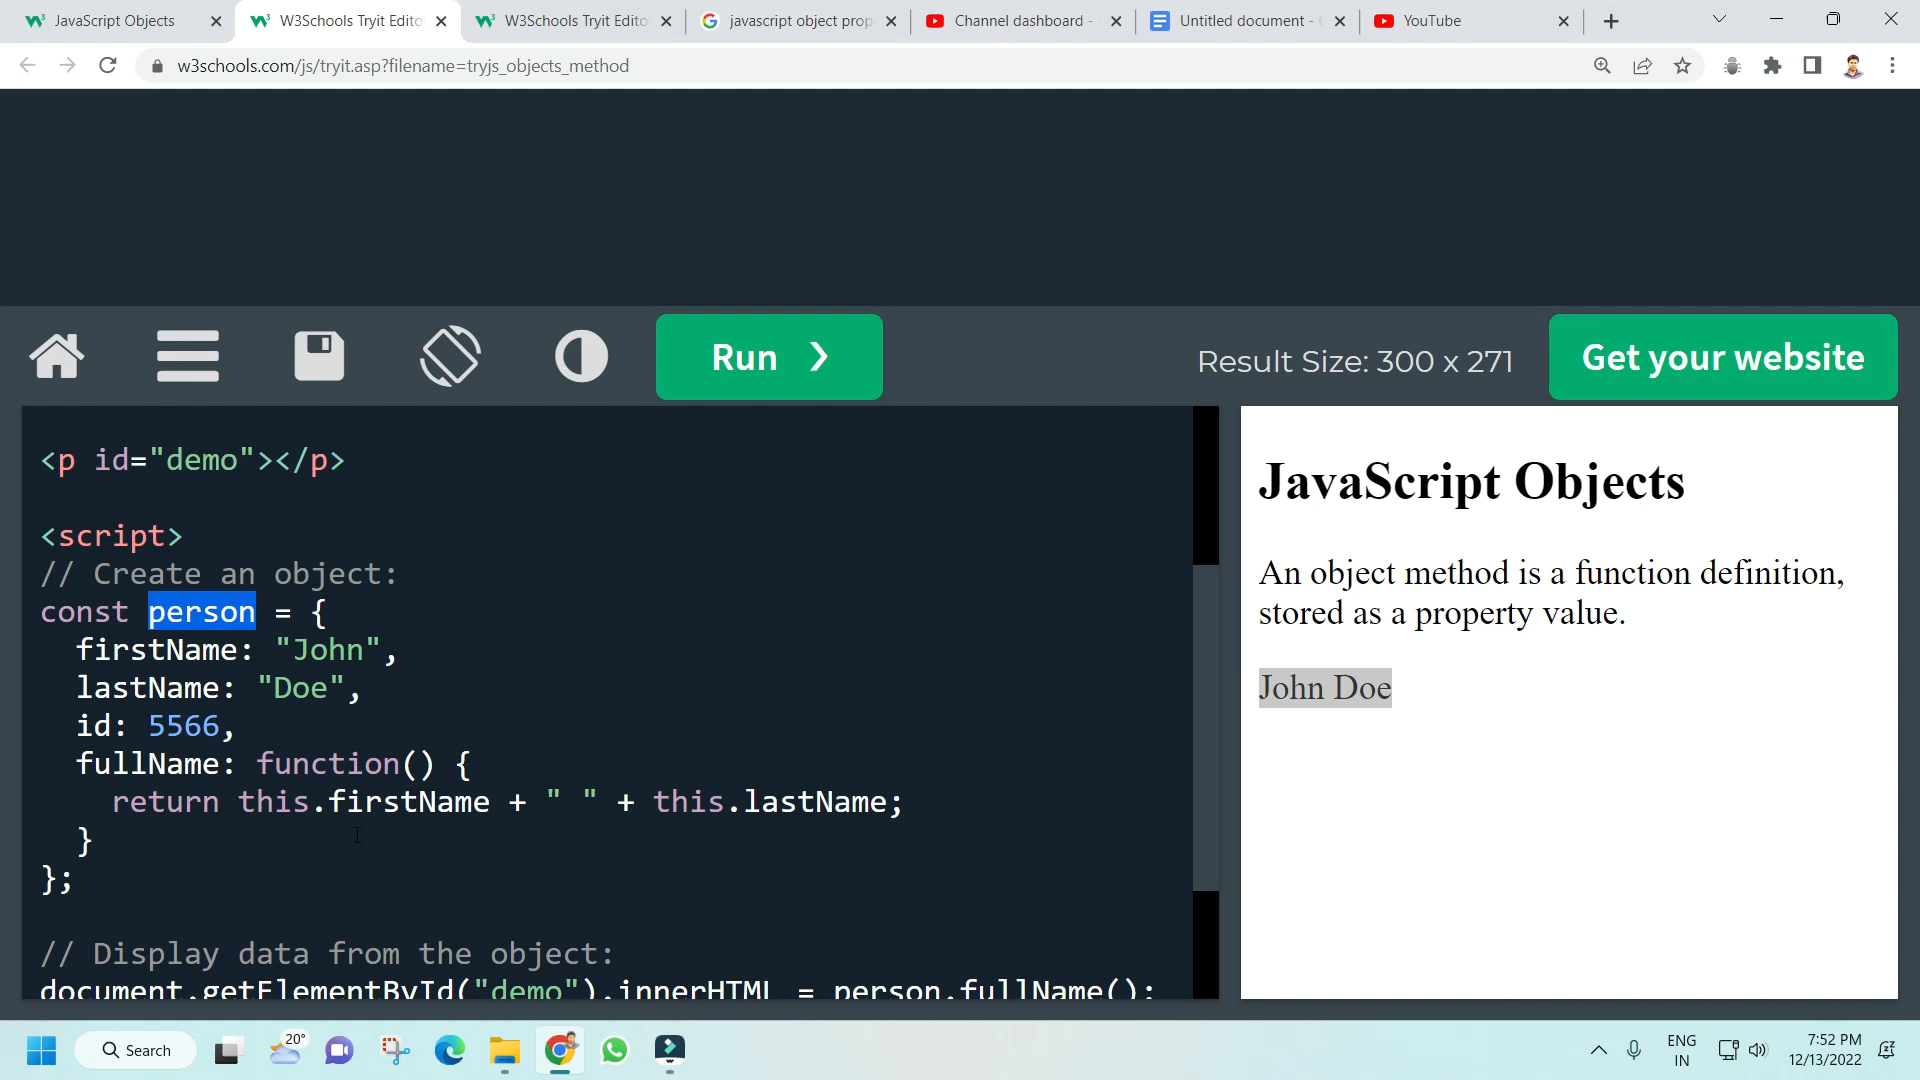 JavaScript Objects
W3Schools Tryit Edito
W3Schools Tryit Edito
javascript object prop
Channel dashboard -
Untitled document -
YouTube
w3schools.com/js/tryit.asp?filename=tryjs_objects_method
Run ❯
Result Size: 300 x 271
Get your website
<p id="demo"></p>
<script>
// Create an object:
const person = {
firstName: "John",
lastName: "Doe",
id: 5566,
fullName: function() {
return this.firstName + " " + this.lastName;
}
};
// Display data from the object:
document.getElementById("demo").innerHTML = person.fullName();
JavaScript Objects
An object method is a function definition,
stored as a property value.
John Doe
Search
20°
ENG
IN
7:52 PM
12/13/2022